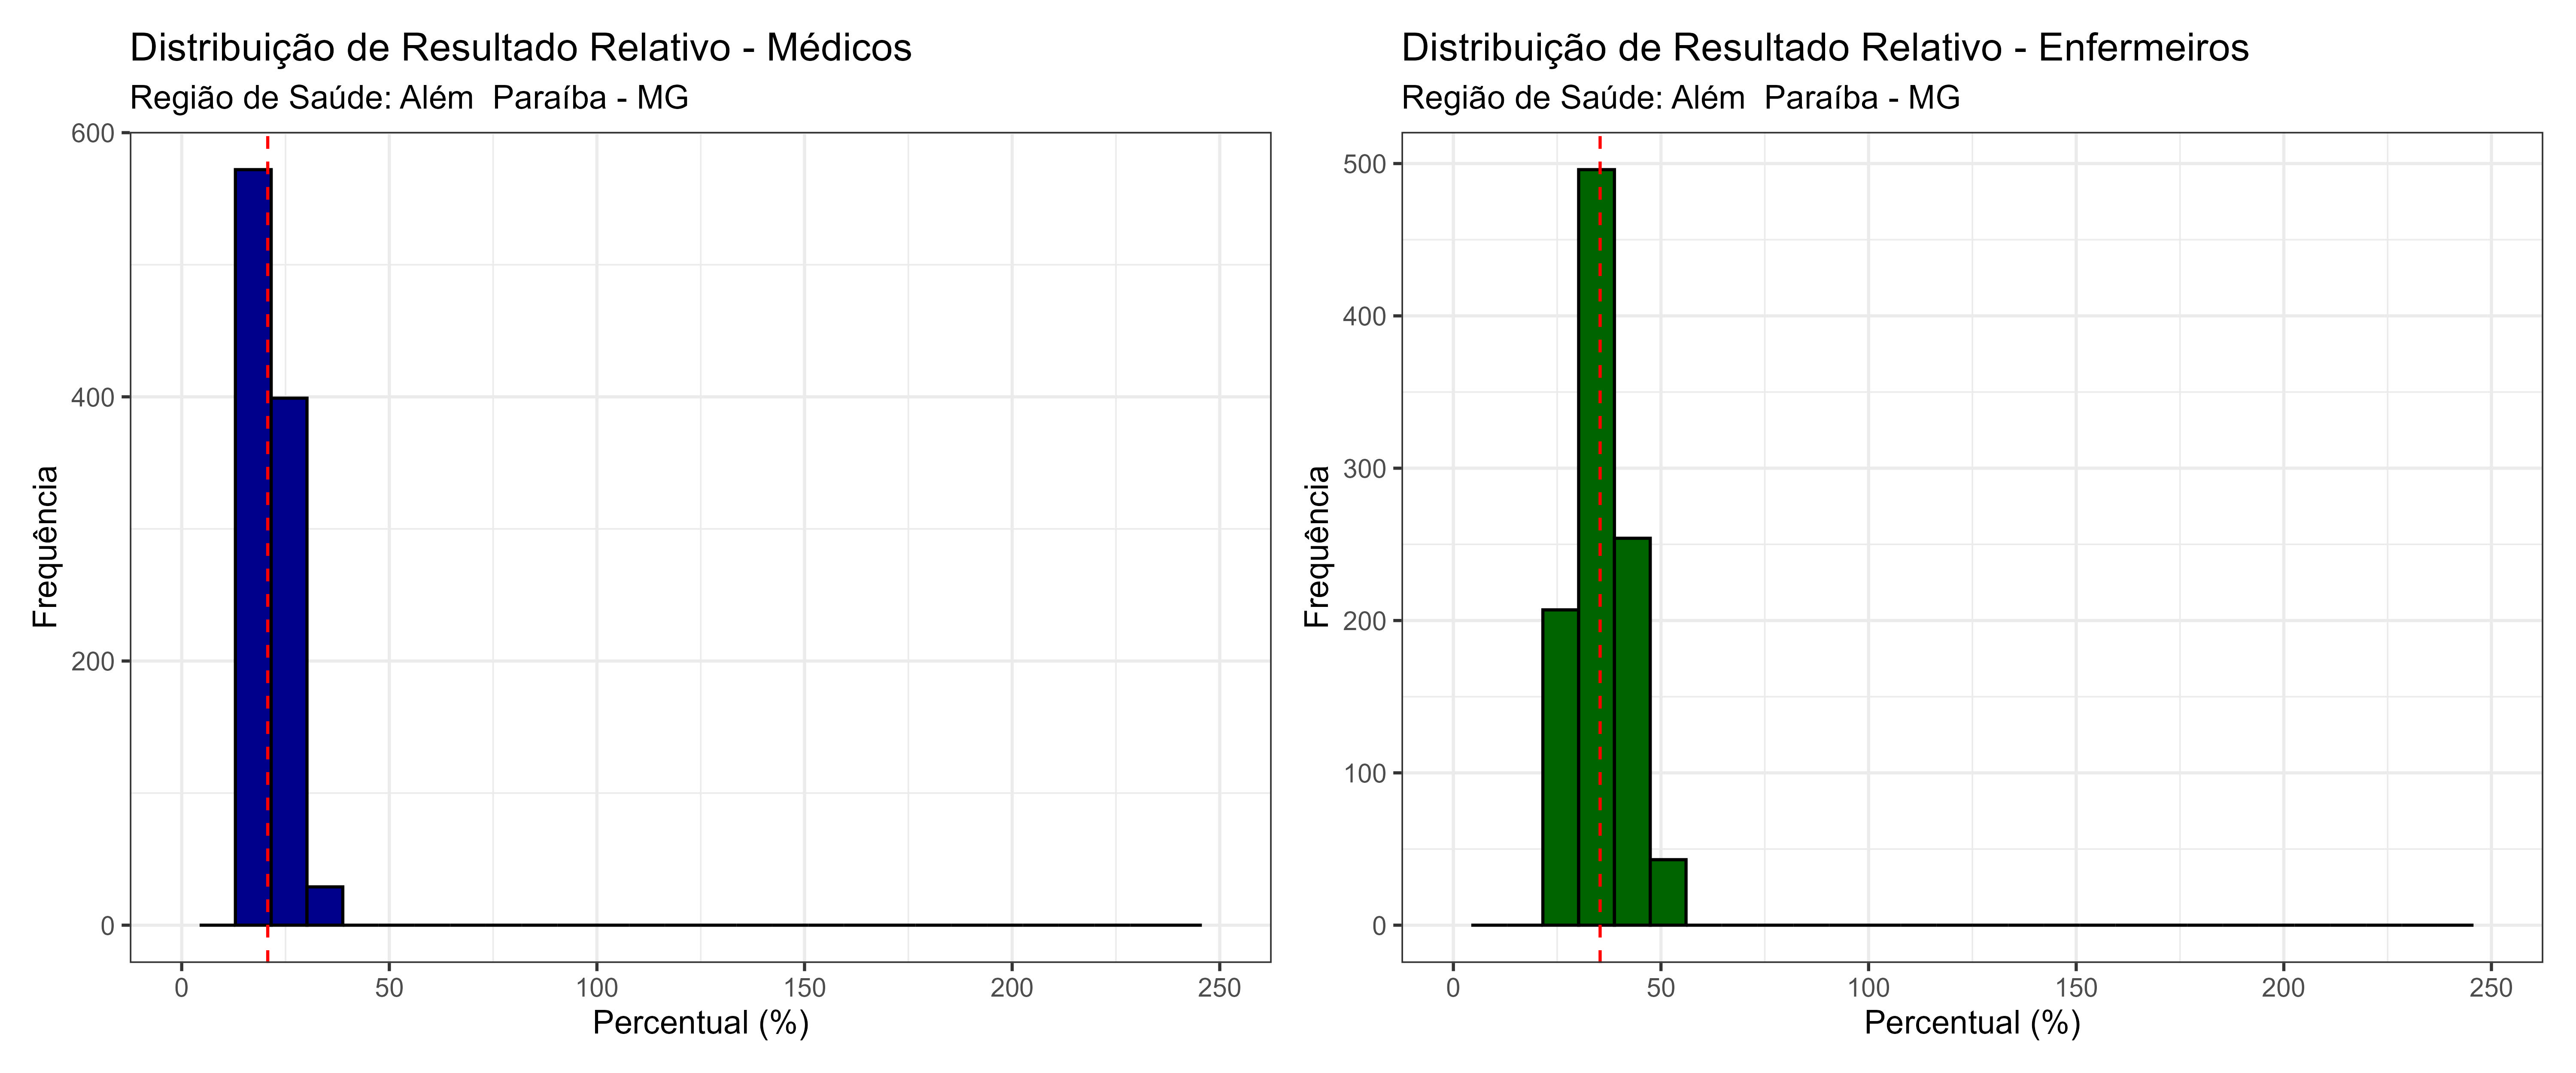 Distribuição de Resultado Relativo - Médicos
Região de Saúde: Além  Paraíba - MG
600
400
200
0
Frequência
0 50 100 150 200 250
Percentual (%)
Distribuição de Resultado Relativo - Enfermeiros
Região de Saúde: Além  Paraíba - MG
500
400
300
200
100
0
Frequência
0 50 100 150 200 250
Percentual (%)